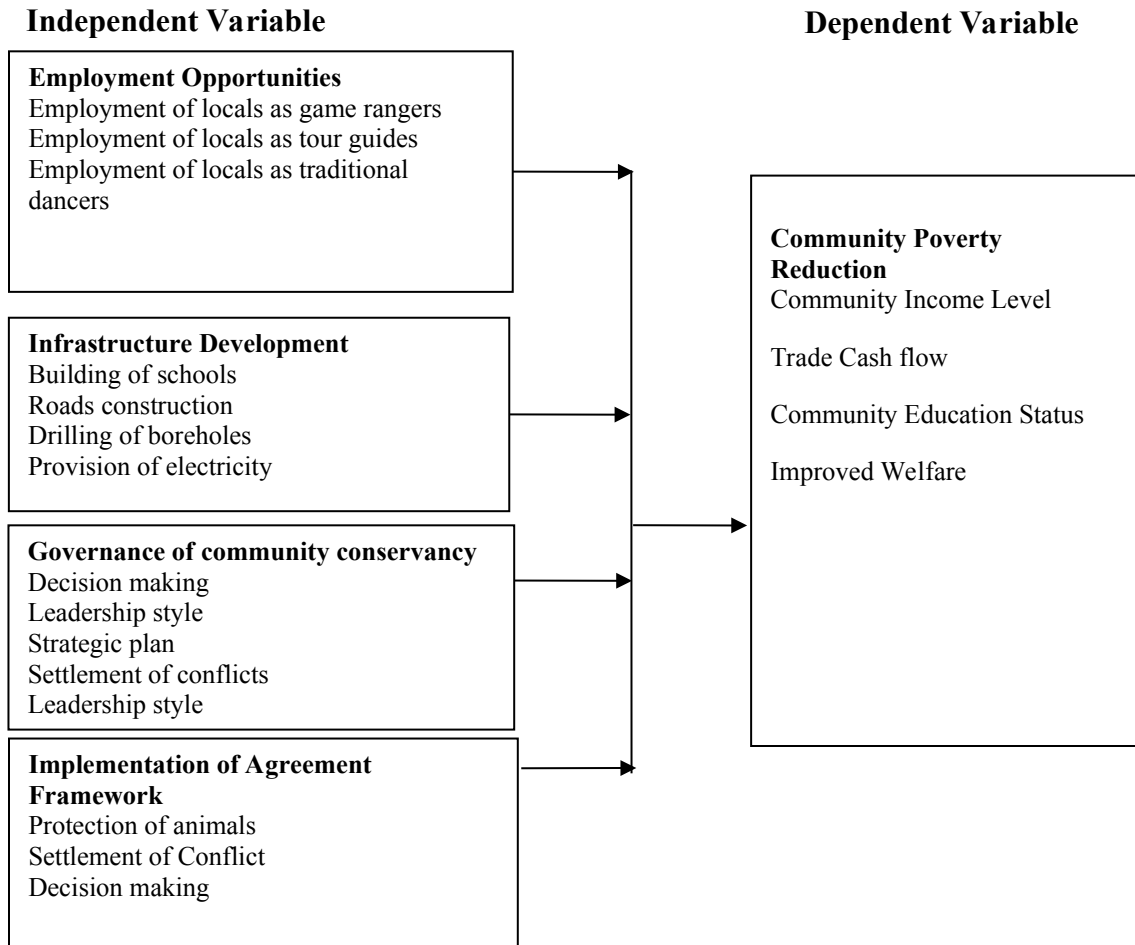 Independent Variable
Dependent Variable
Employment Opportunities
Employment of locals as game rangers
Employment of locals as tour guides
Employment of locals as traditional
dancers
Infrastructure Development
Building of schools
Roads construction
Drilling of boreholes
Provision of electricity
Governance of community conservancy
Decision making
Leadership style
Strategic plan
Settlement of conflicts
Leadership style
Implementation of Agreement
Framework
Protection of animals
Settlement of Conflict
Decision making
Community Poverty
Reduction
Community Income Level
Trade Cash flow
Community Education Status
Improved Welfare